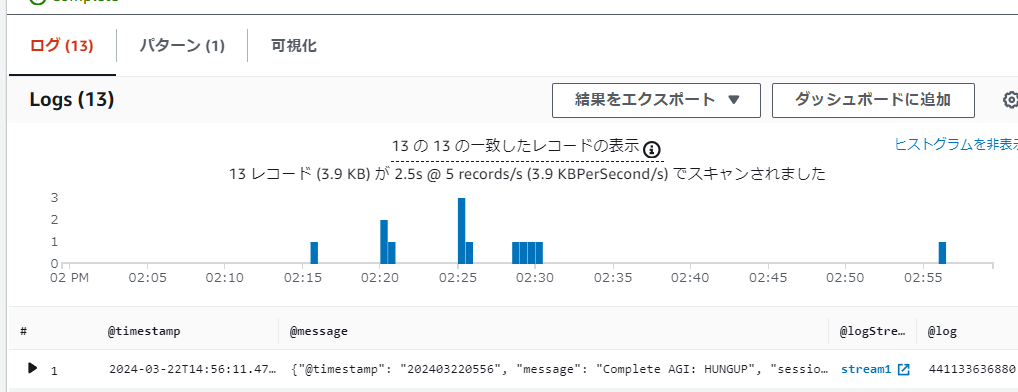 Complete
ログ (13)
パターン (1)
可視化
Logs (13)
結果をエクスポート ▼
ダッシュボードに追加
13 の 13 の一致したレコードの表示
ヒストグラムを非表示
13 レコード (3.9 KB) が 2.5s @ 5 records/s (3.9 KBPerSecond/s) でスキャンされました
3
2
1
0
02 PM 02:05 02:10 02:15 02:20 02:25 02:30 02:35 02:40 02:45 02:50 02:55
# @timestamp @message @logStre… @log
1 2024-03-22T14:56:11.47… {"@timestamp": "202403220556", "message": "Complete AGI: HUNGUP", "sessio… stream1 441133636880